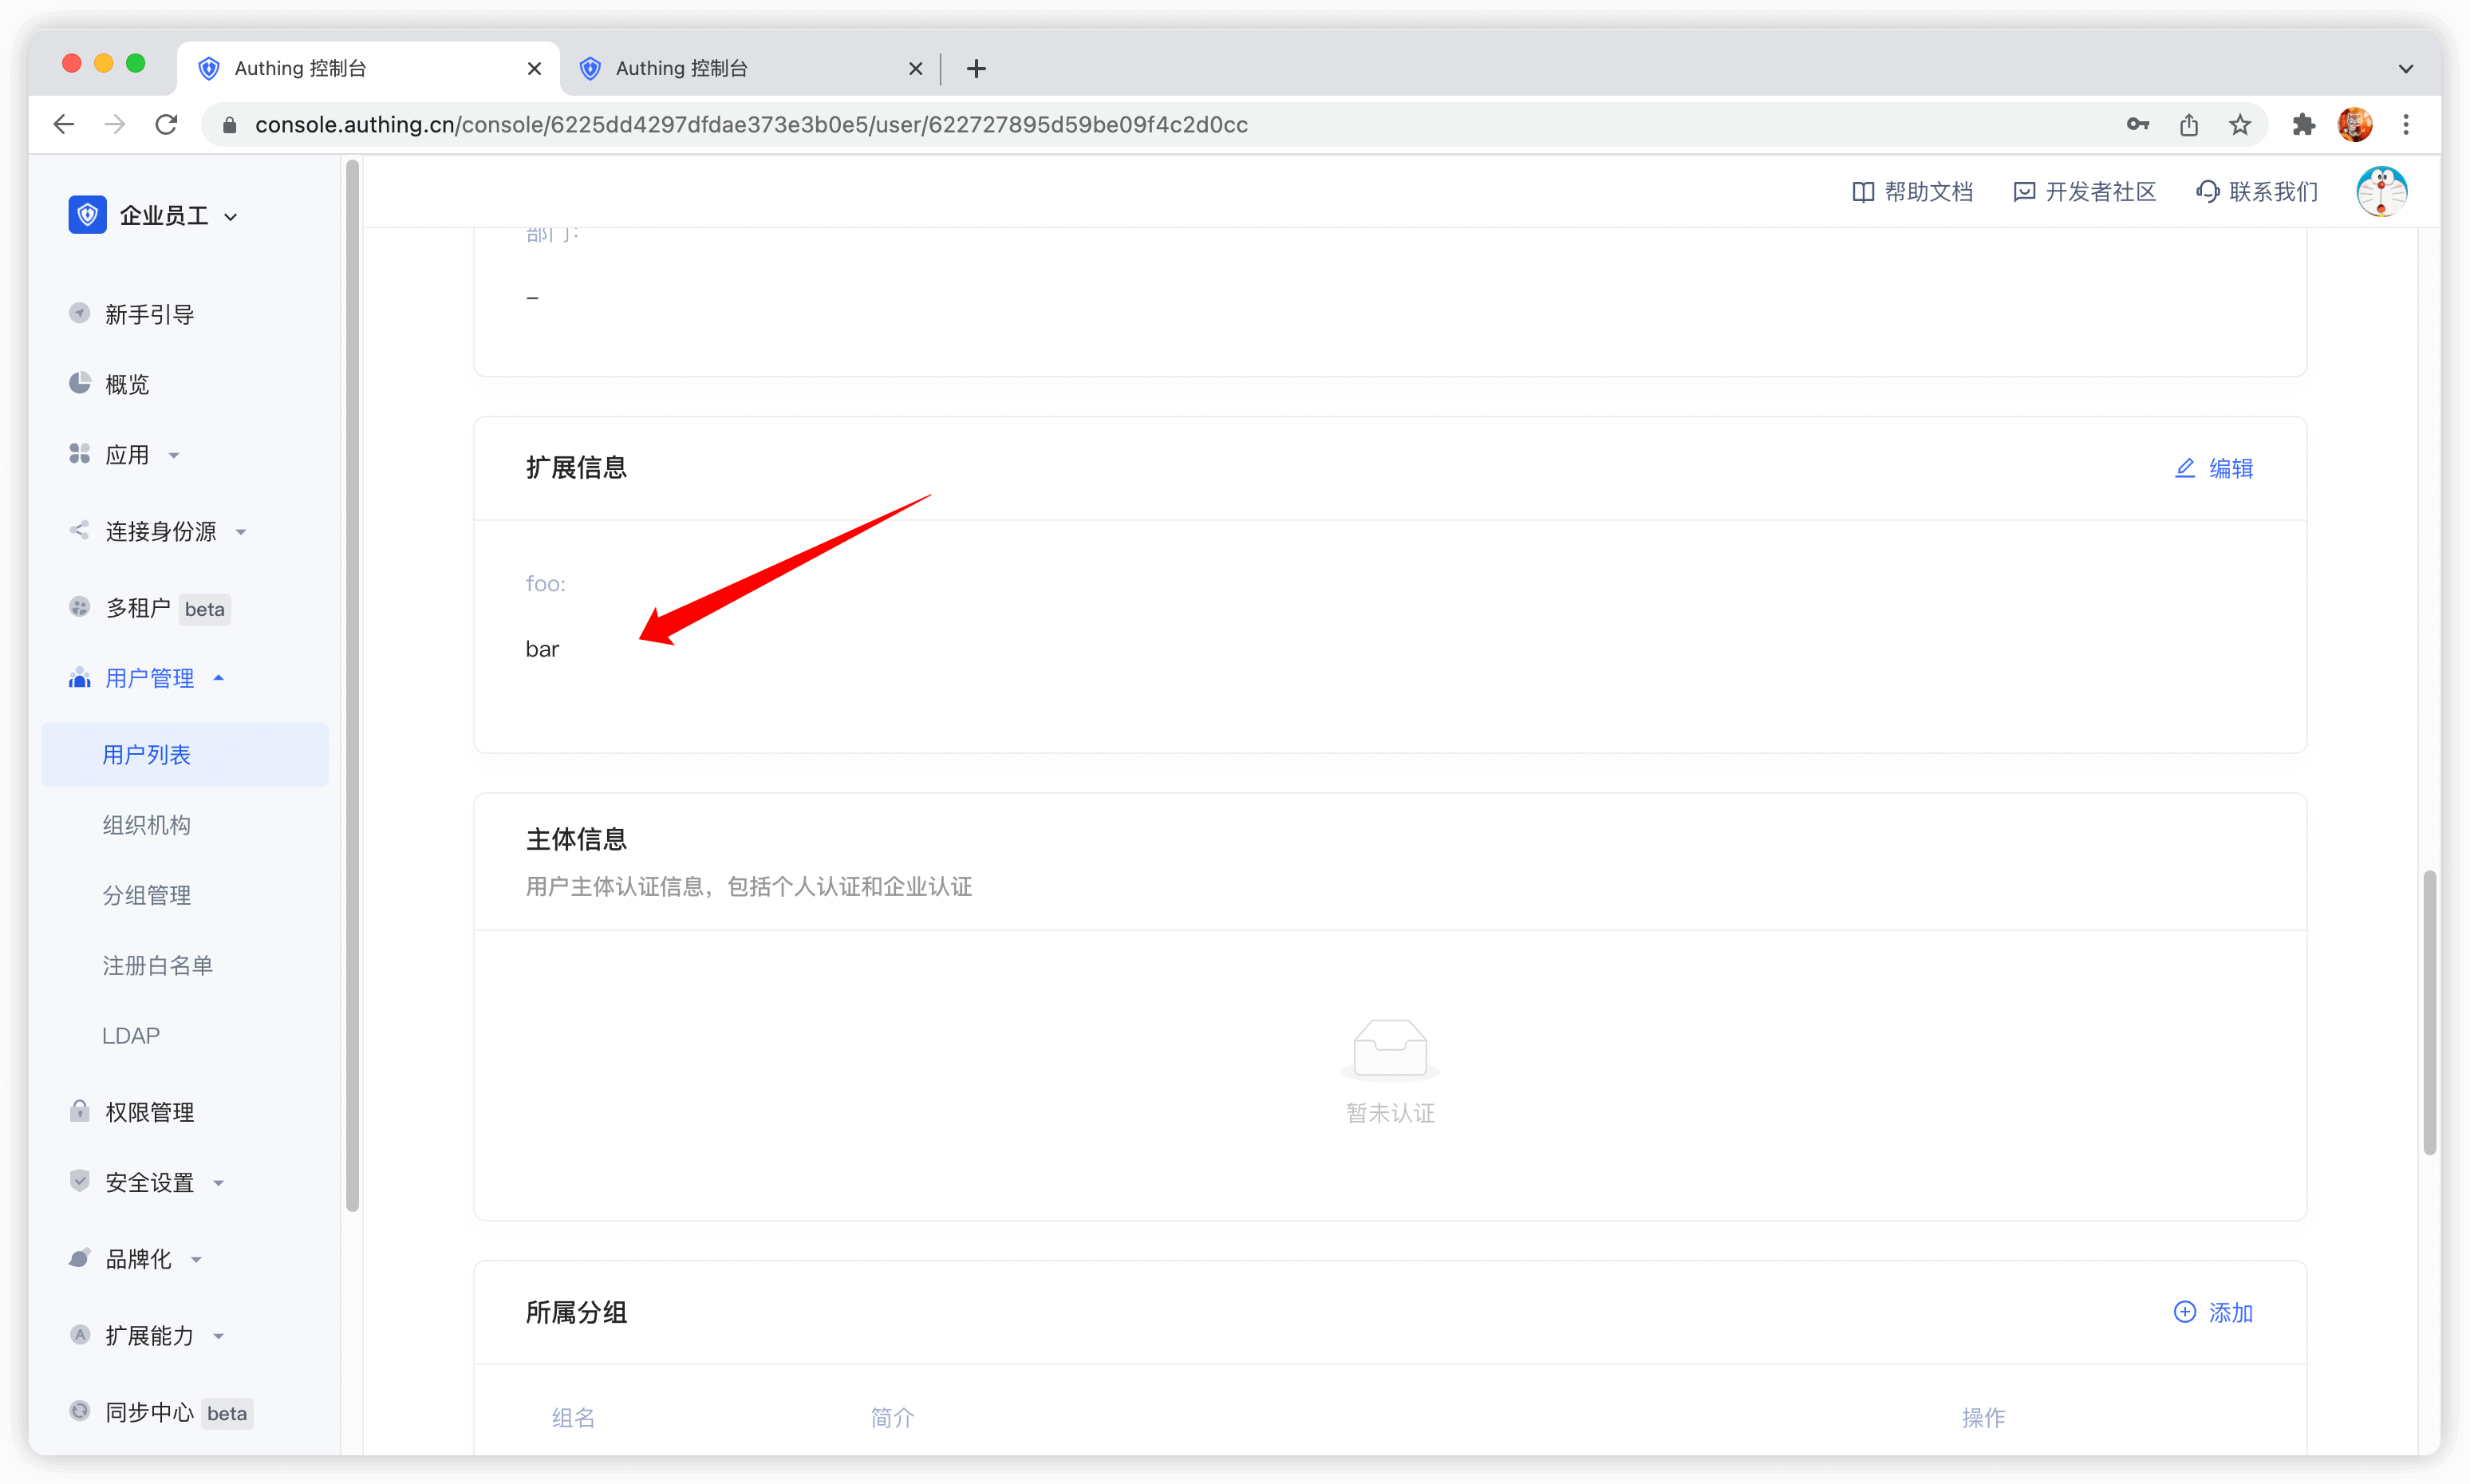 Authing 控制台
Authing 控制台
console.authing.cn/console/6225dd4297dfdae373e3b0e5/user/622727895d59be09f4c2d0cc
企业员工
帮助文档
开发者社区
联系我们
新手引导
概览
应用
连接身份源
多租户 beta
用户管理
用户列表
组织机构
分组管理
注册白名单
LDAP
权限管理
安全设置
品牌化
扩展能力
同步中心 beta
部门:
–
扩展信息
编辑
foo:
bar
主体信息
用户主体认证信息，包括个人认证和企业认证
暂未认证
所属分组
添加
组名 简介 操作